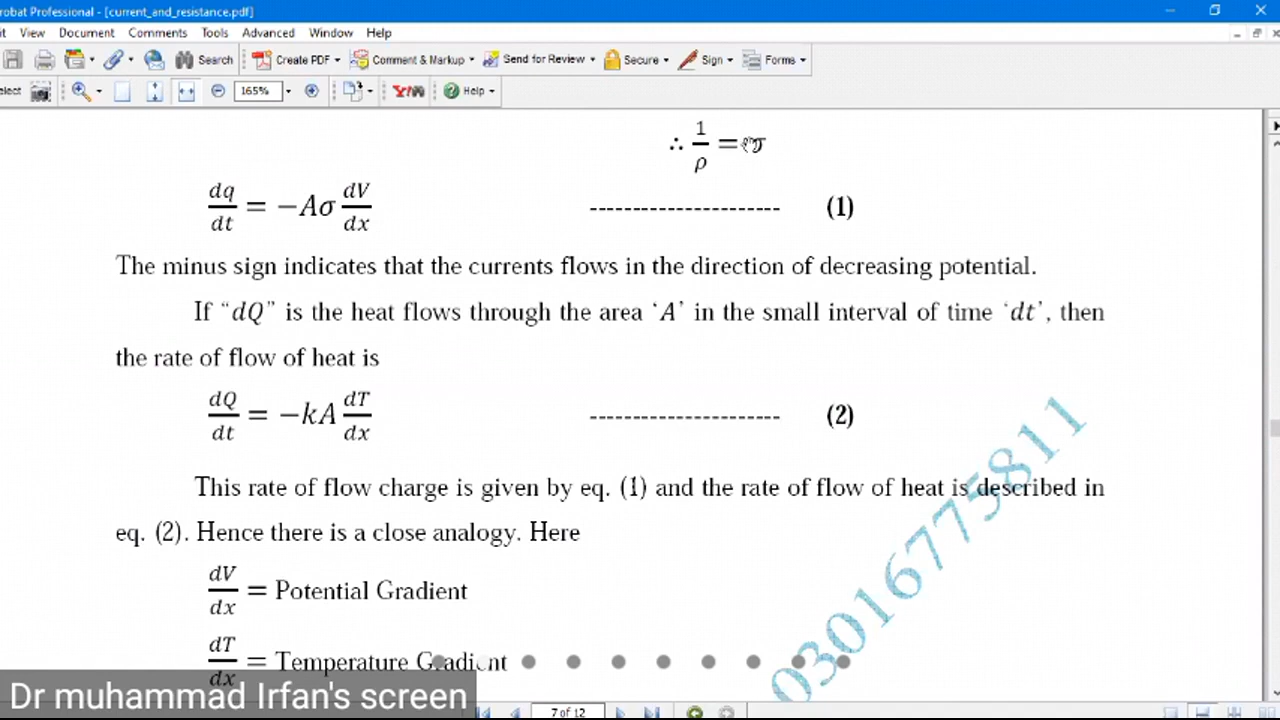 robat Professional - [current_and_resistance.pdf]
it View Document Comments Tools Advanced Window Help
Search Create PDF Comment & Markup Send for Review Secure Sign Forms
elect 165% Help
∴ 1/ρ = σ
dq/dt = −Aσ dV/dx --------------------- (1)
The minus sign indicates that the currents flows in the direction of decreasing potential.
If “dQ” is the heat flows through the area ‘A’ in the small interval of time ‘dt’, then
the rate of flow of heat is
dQ/dt = −kA dT/dx --------------------- (2)
This rate of flow charge is given by eq. (1) and the rate of flow of heat is described in
eq. (2). Hence there is a close analogy. Here
dV/dx = Potential Gradient
dT/dx = Temperature Gradient
03016775811
Dr muhammad Irfan's screen
7 of 12